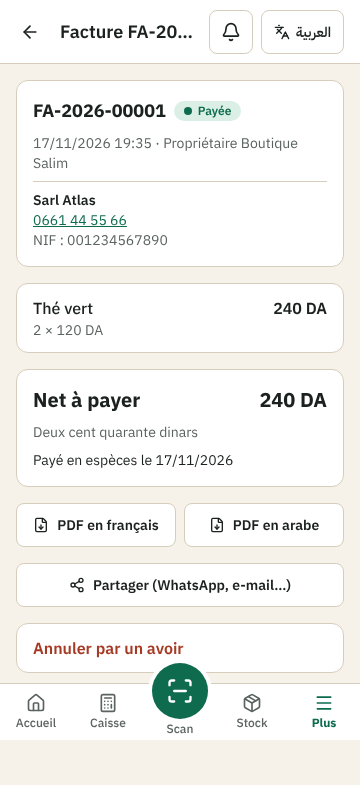 Facture FA-20...
العربية
FA-2026-00001
Payée
17/11/2026 19:35 · Propriétaire Boutique
Salim
Sarl Atlas
0661 44 55 66
NIF : 001234567890
Thé vert
240 DA
2 × 120 DA
Net à payer
240 DA
Deux cent quarante dinars
Payé en espèces le 17/11/2026
PDF en français
PDF en arabe
Partager (WhatsApp, e-mail...)
Annuler par un avoir
Accueil
Caisse
Scan
Stock
Plus